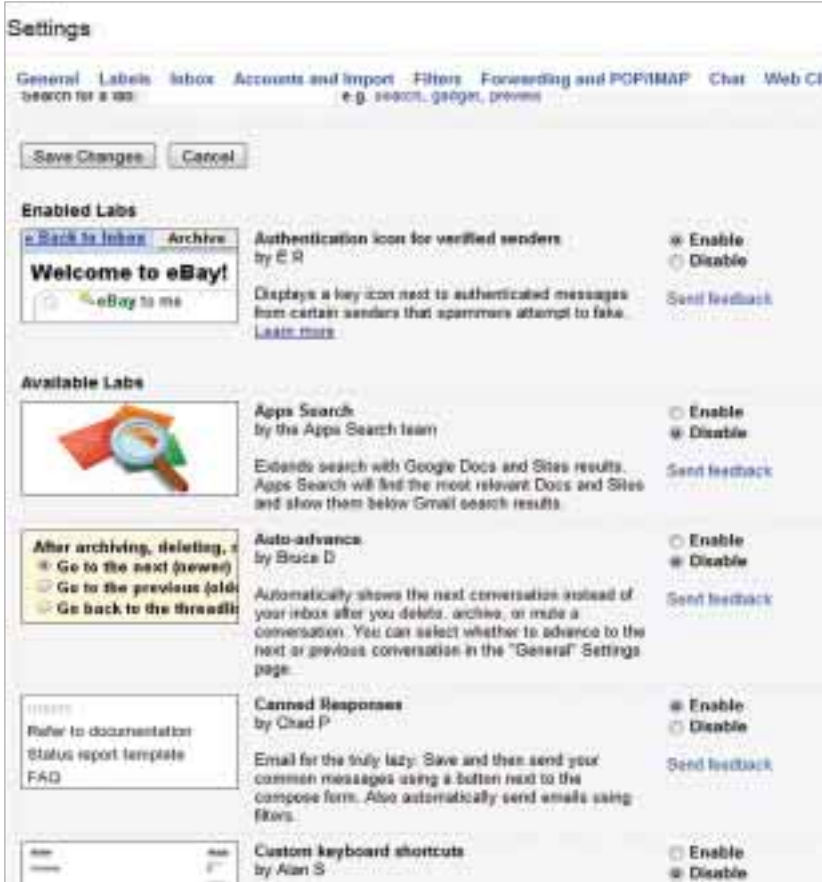 Settings
General Labels Inbox Accounts and Import Filters Forwarding and POP/IMAP Chat Web Cl
Search for a lab: e.g. search, gadget, preview
Save Changes Cancel
Enabled Labs
« Back to Inbox Archive
Welcome to eBay!
eBay to me
Authentication icon for verified senders
by E R
Displays a key icon next to authenticated messages
from certain senders that spammers attempt to fake.
Learn more
Enable
Disable
Send feedback
Available Labs
Apps Search
by the Apps Search team
Extends search with Google Docs and Sites results.
Apps Search will find the most relevant Docs and Sites
and show them below Gmail search results.
Enable
Disable
Send feedback
After archiving, deleting,
Go to the next (newer)
Go to the previous (olde
Go back to the threadli
Auto-advance
by Bruce D
Automatically shows the next conversation instead of
your inbox after you delete, archive, or mute a
conversation. You can select whether to advance to the
next or previous conversation in the "General" Settings
page.
Enable
Disable
Send feedback
Refer to documentation
Status report template
FAQ
Canned Responses
by Chad P
Email for the truly lazy. Save and then send your
common messages using a button next to the
compose form. Also automatically send emails using
filters.
Enable
Disable
Send feedback
Custom keyboard shortcuts
by Alan S
Enable
Disable